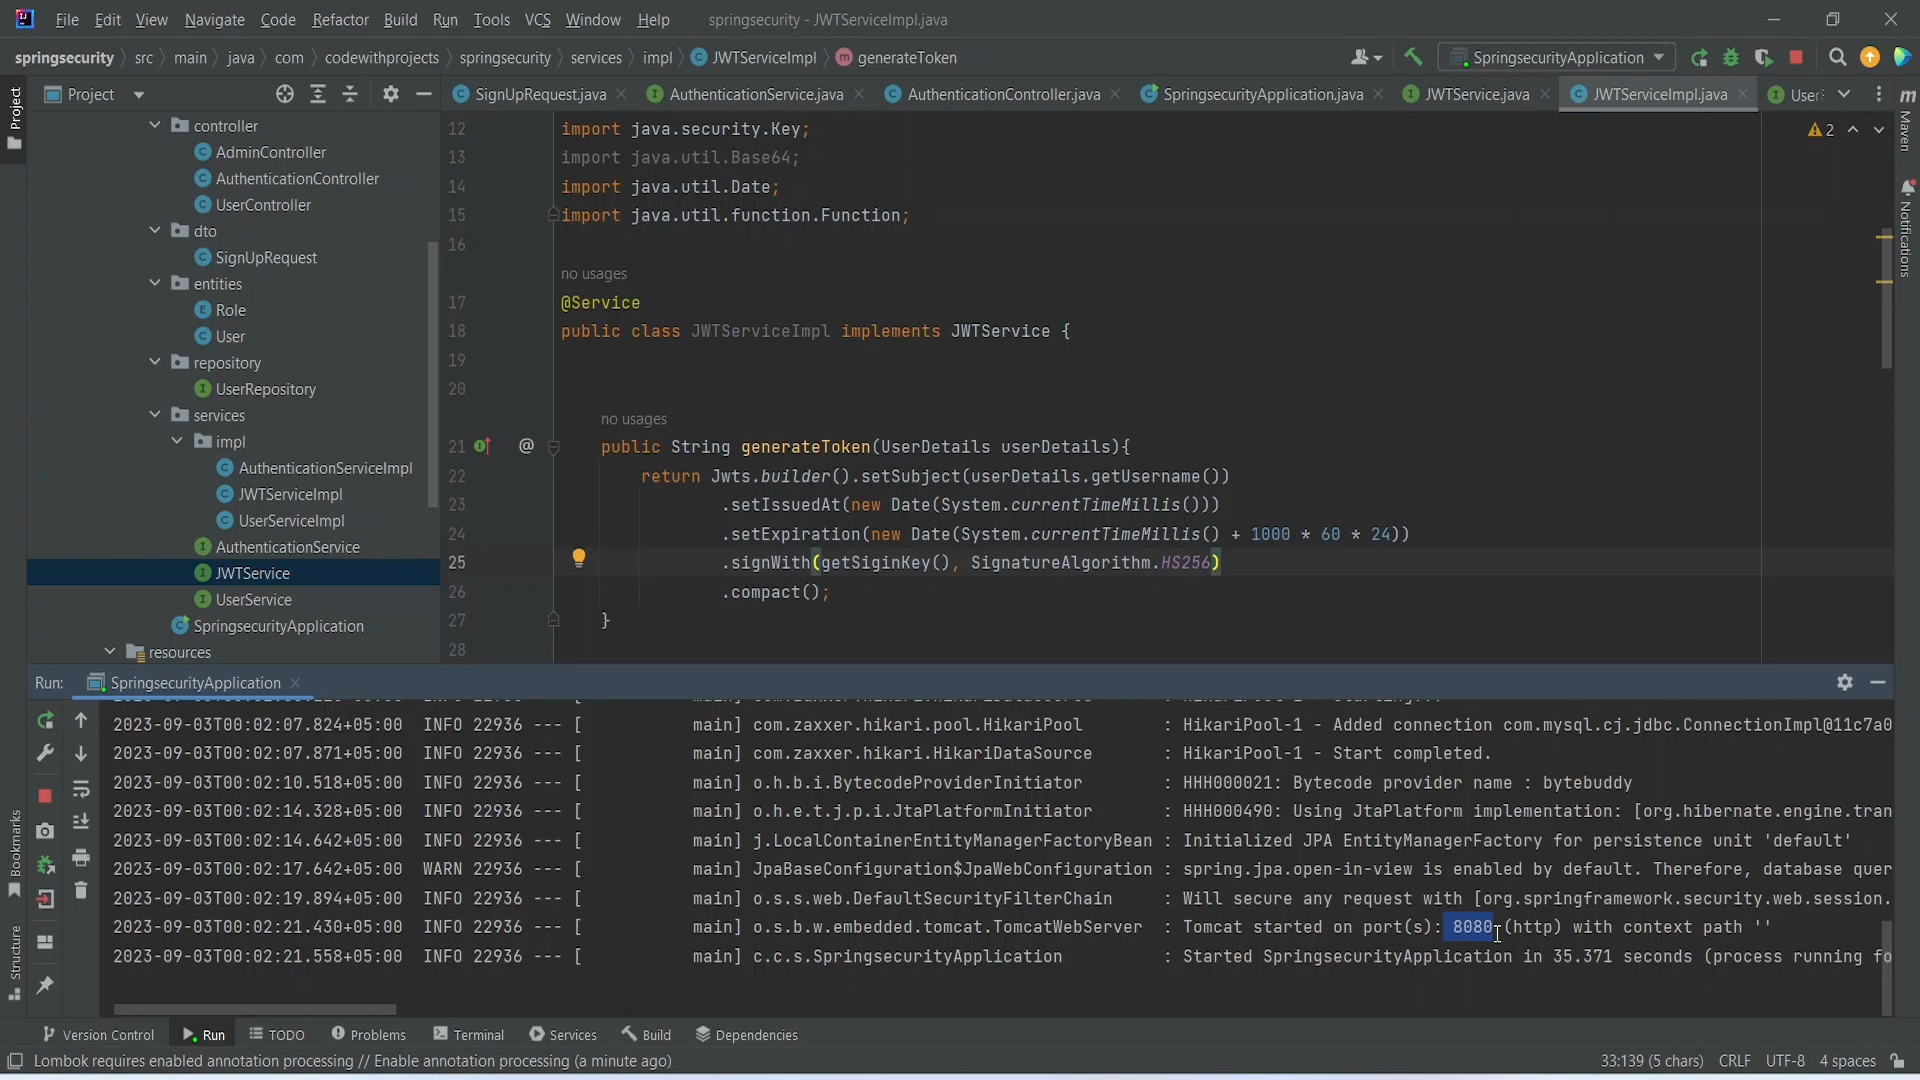 File Edit View Navigate Code Refactor Build Run Tools VCS Window Help springsecurity - JWTServiceImpl.java
springsecurity src main java com codewithprojects springsecurity services impl JWTServiceImpl generateToken SpringsecurityApplication
Project
Project
SignUpRequest.java AuthenticationService.java AuthenticationController.java SpringsecurityApplication.java JWTService.java JWTServiceImpl.java
Maven
Notifications
controller
AdminController
AuthenticationController
UserController
dto
SignUpRequest
entities
Role
User
repository
UserRepository
services
impl
AuthenticationServiceImpl
JWTServiceImpl
UserServiceImpl
AuthenticationService
JWTService
UserService
SpringsecurityApplication
resources
2
12 import java.security.Key;
13 import java.util.Base64;
14 import java.util.Date;
15 import java.util.function.Function;
16
no usages
17 @Service
18 public class JWTServiceImpl implements JWTService {
19
20
no usages
21 @ public String generateToken(UserDetails userDetails){
22 return Jwts.builder().setSubject(userDetails.getUsername())
23 .setIssuedAt(new Date(System.currentTimeMillis()))
24 .setExpiration(new Date(System.currentTimeMillis() + 1000 * 60 * 24))
25 .signWith(getSiginKey(), SignatureAlgorithm.HS256)
26 .compact();
27 }
28
Run: SpringsecurityApplication
2023-09-03T00:02:07.824+05:00 INFO 22936 --- [ main] com.zaxxer.hikari.pool.HikariPool : HikariPool-1 - Added connection com.mysql.cj.jdbc.ConnectionImpl@11c7a0
2023-09-03T00:02:07.871+05:00 INFO 22936 --- [ main] com.zaxxer.hikari.HikariDataSource : HikariPool-1 - Start completed.
2023-09-03T00:02:10.518+05:00 INFO 22936 --- [ main] o.h.b.i.BytecodeProviderInitiator : HHH000021: Bytecode provider name : bytebuddy
2023-09-03T00:02:14.328+05:00 INFO 22936 --- [ main] o.h.e.t.j.p.i.JtaPlatformInitiator : HHH000490: Using JtaPlatform implementation: [org.hibernate.engine.tran
2023-09-03T00:02:14.642+05:00 INFO 22936 --- [ main] j.LocalContainerEntityManagerFactoryBean : Initialized JPA EntityManagerFactory for persistence unit 'default'
2023-09-03T00:02:17.642+05:00 WARN 22936 --- [ main] JpaBaseConfiguration$JpaWebConfiguration : spring.jpa.open-in-view is enabled by default. Therefore, database quer
2023-09-03T00:02:19.894+05:00 INFO 22936 --- [ main] o.s.s.web.DefaultSecurityFilterChain : Will secure any request with [org.springframework.security.web.session.
2023-09-03T00:02:21.430+05:00 INFO 22936 --- [ main] o.s.b.w.embedded.tomcat.TomcatWebServer : Tomcat started on port(s): 8080 (http) with context path ''
2023-09-03T00:02:21.558+05:00 INFO 22936 --- [ main] c.c.s.SpringsecurityApplication : Started SpringsecurityApplication in 35.371 seconds (process running fo
Bookmarks
Structure
Version Control Run TODO Problems Terminal Services Build Dependencies
Lombok requires enabled annotation processing // Enable annotation processing (a minute ago) 33:139 (5 chars) CRLF UTF-8 4 spaces